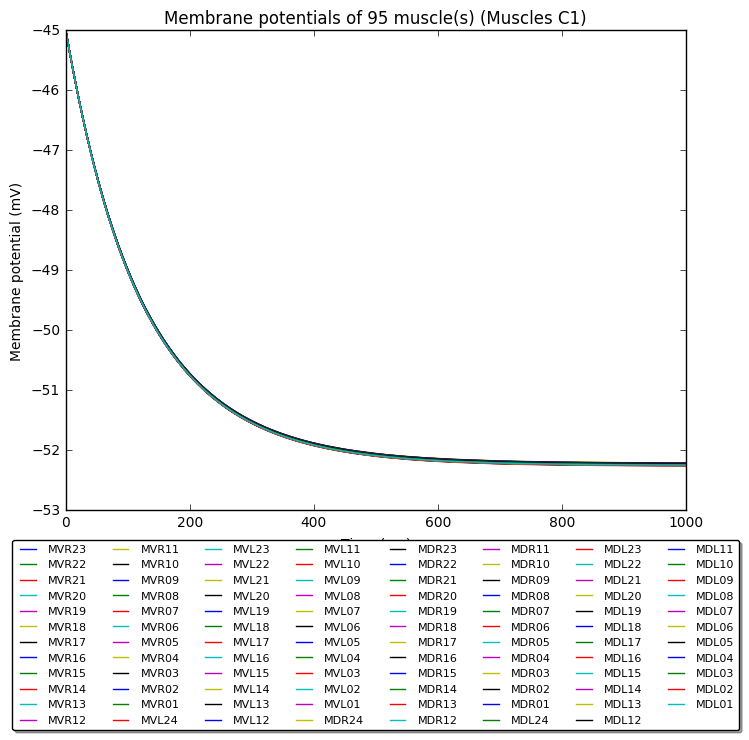 Membrane potentials of 95 muscle(s) (Muscles C1)
−45
−46
−47
−48
−49
−50
−51
−52
−53
Membrane potential (mV)
0 200 400 600 800 1000
MVR23 MVR11 MVL23 MVL11 MDR23 MDR11 MDL23 MDL11
MVR22 MVR10 MVL22 MVL10 MDR22 MDR10 MDL22 MDL10
MVR21 MVR09 MVL21 MVL09 MDR21 MDR09 MDL21 MDL09
MVR20 MVR08 MVL20 MVL08 MDR20 MDR08 MDL20 MDL08
MVR19 MVR07 MVL19 MVL07 MDR19 MDR07 MDL19 MDL07
MVR18 MVR06 MVL18 MVL06 MDR18 MDR06 MDL18 MDL06
MVR17 MVR05 MVL17 MVL05 MDR17 MDR05 MDL17 MDL05
MVR16 MVR04 MVL16 MVL04 MDR16 MDR04 MDL16 MDL04
MVR15 MVR03 MVL15 MVL03 MDR15 MDR03 MDL15 MDL03
MVR14 MVR02 MVL14 MVL02 MDR14 MDR02 MDL14 MDL02
MVR13 MVR01 MVL13 MVL01 MDR13 MDR01 MDL13 MDL01
MVR12 MVL24 MVL12 MDR24 MDR12 MDL24 MDL12